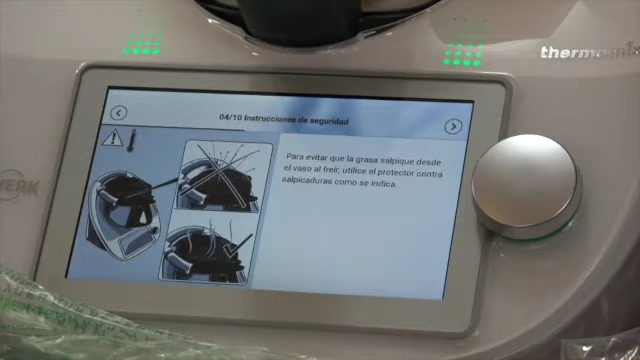 thermomix
04/10 Instrucciones de seguridad
Para evitar que la grasa salpique desde
el vaso al freír, utilice el protector contra
salpicaduras como se indica.
WERK